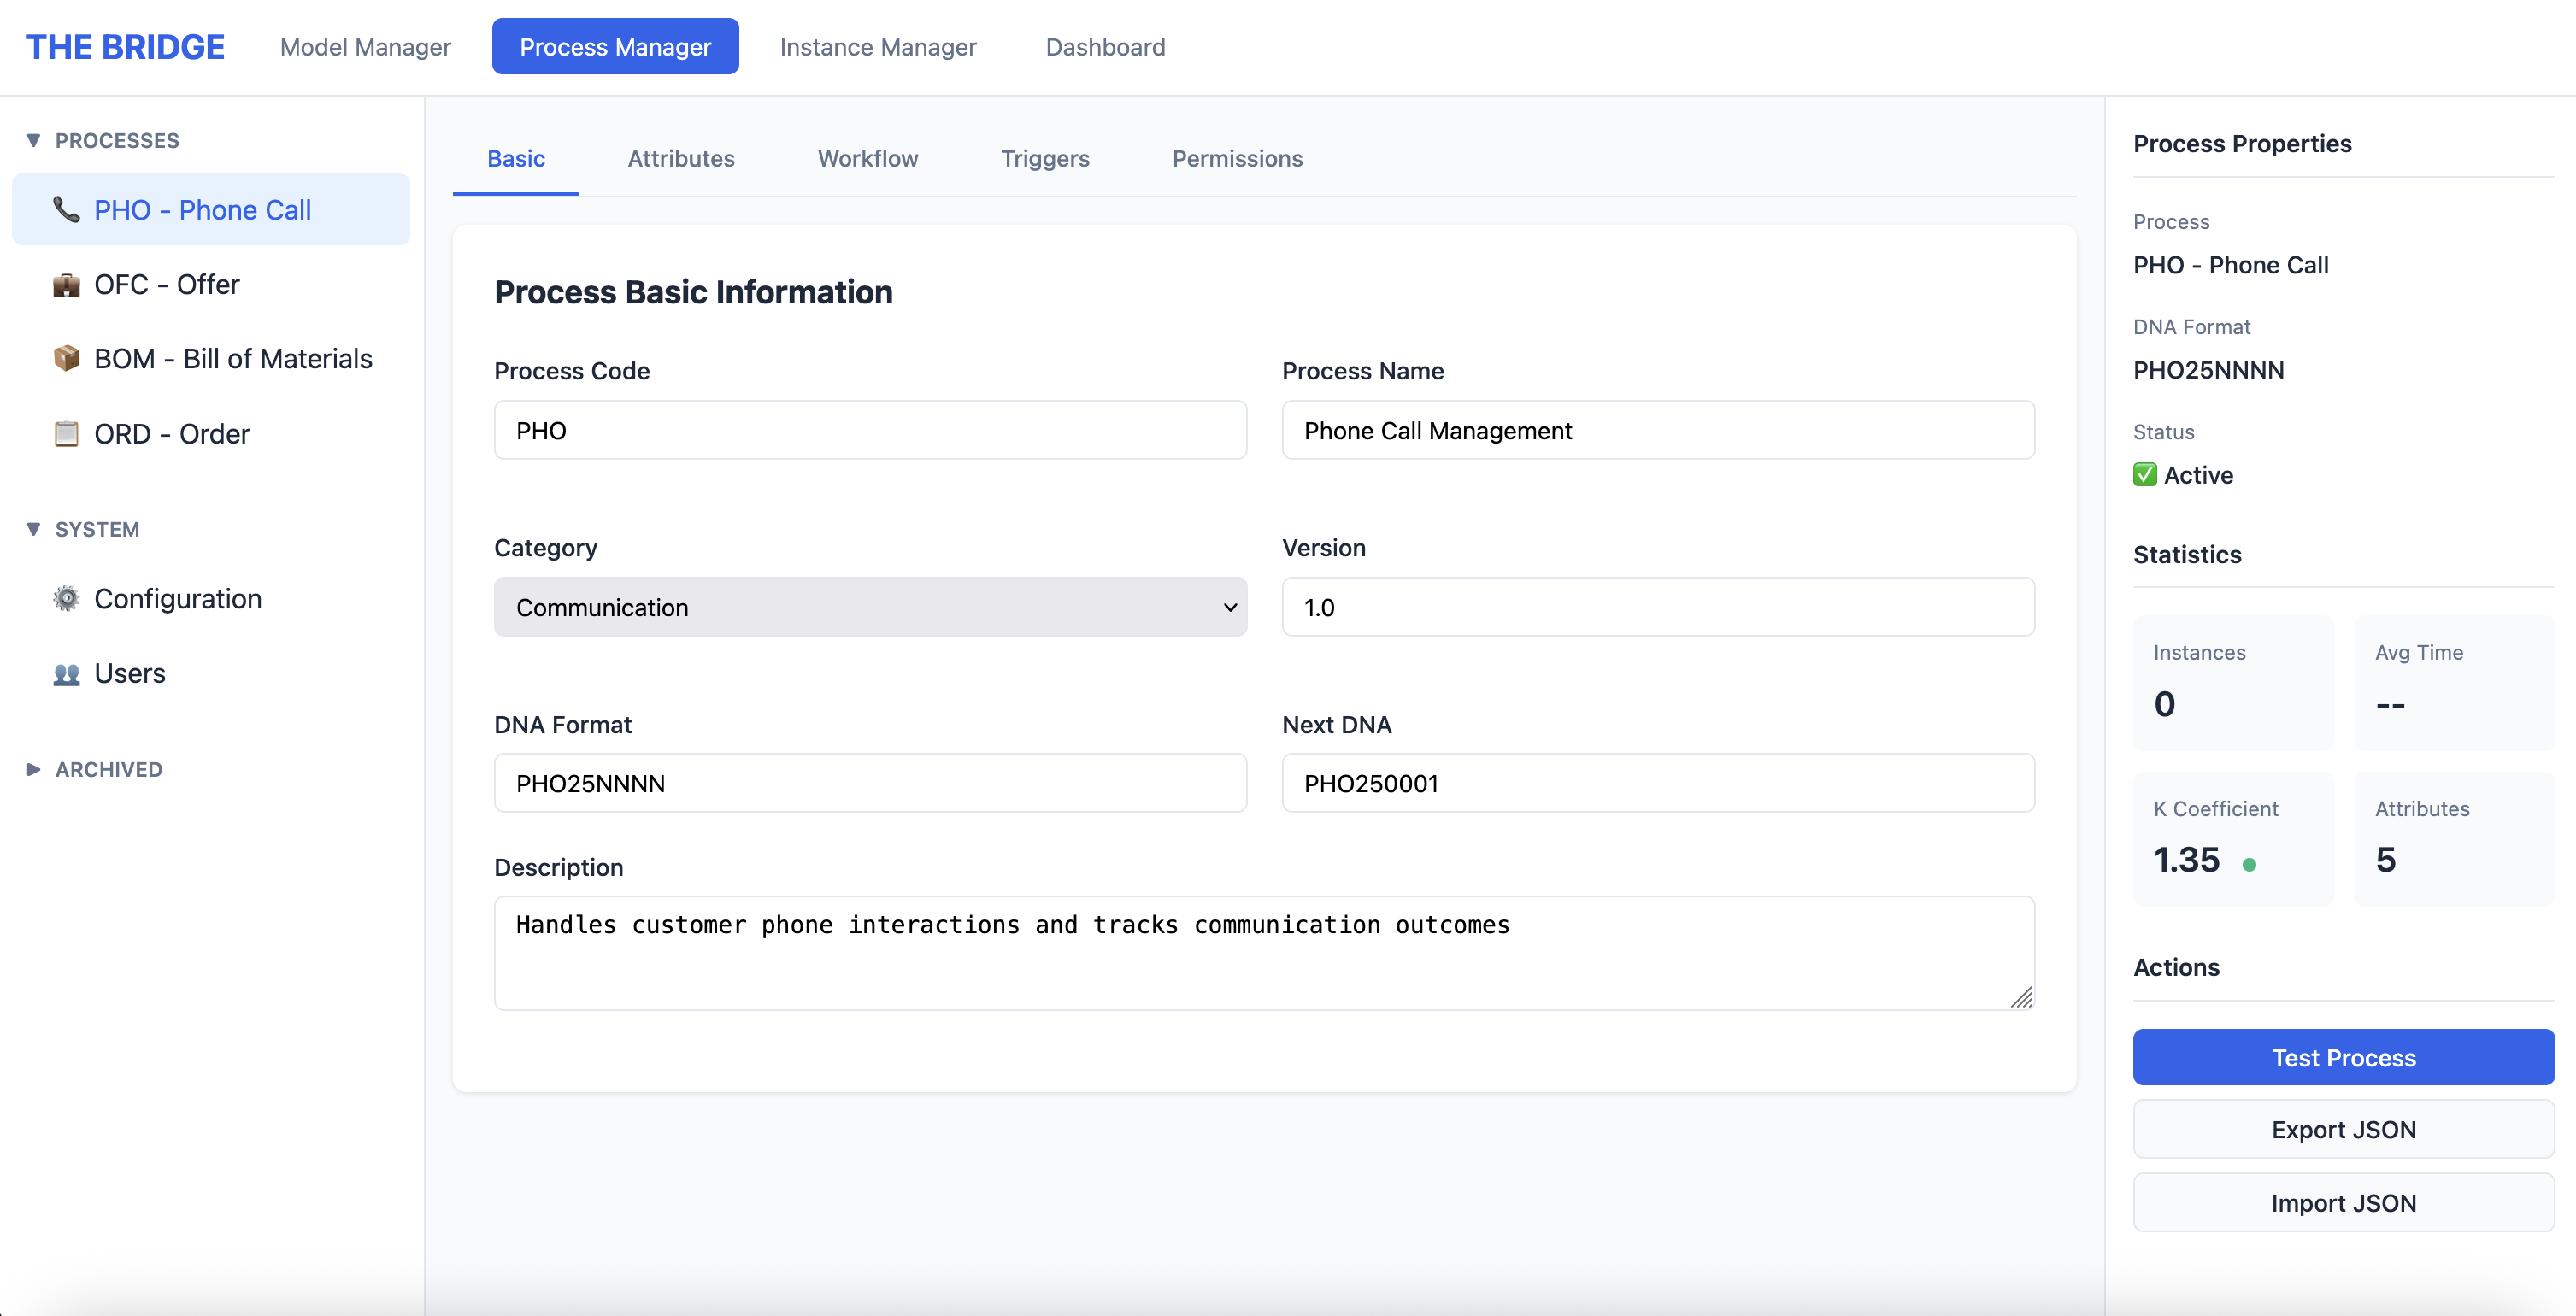 THE BRIDGE
Model Manager
Process Manager
Instance Manager
Dashboard
PROCESSES
PHO - Phone Call
OFC - Offer
BOM - Bill of Materials
ORD - Order
SYSTEM
Configuration
Users
ARCHIVED
Basic
Attributes
Workflow
Triggers
Permissions
Process Basic Information
Process Code
PHO
Process Name
Phone Call Management
Category
Communication
Version
1.0
DNA Format
PHO25NNNN
Next DNA
PHO250001
Description
Handles customer phone interactions and tracks communication outcomes
Process Properties
Process
PHO - Phone Call
DNA Format
PHO25NNNN
Status
✅ Active
Statistics
Instances
0
Avg Time
--
K Coefficient
1.35
Attributes
5
Actions
Test Process
Export JSON
Import JSON